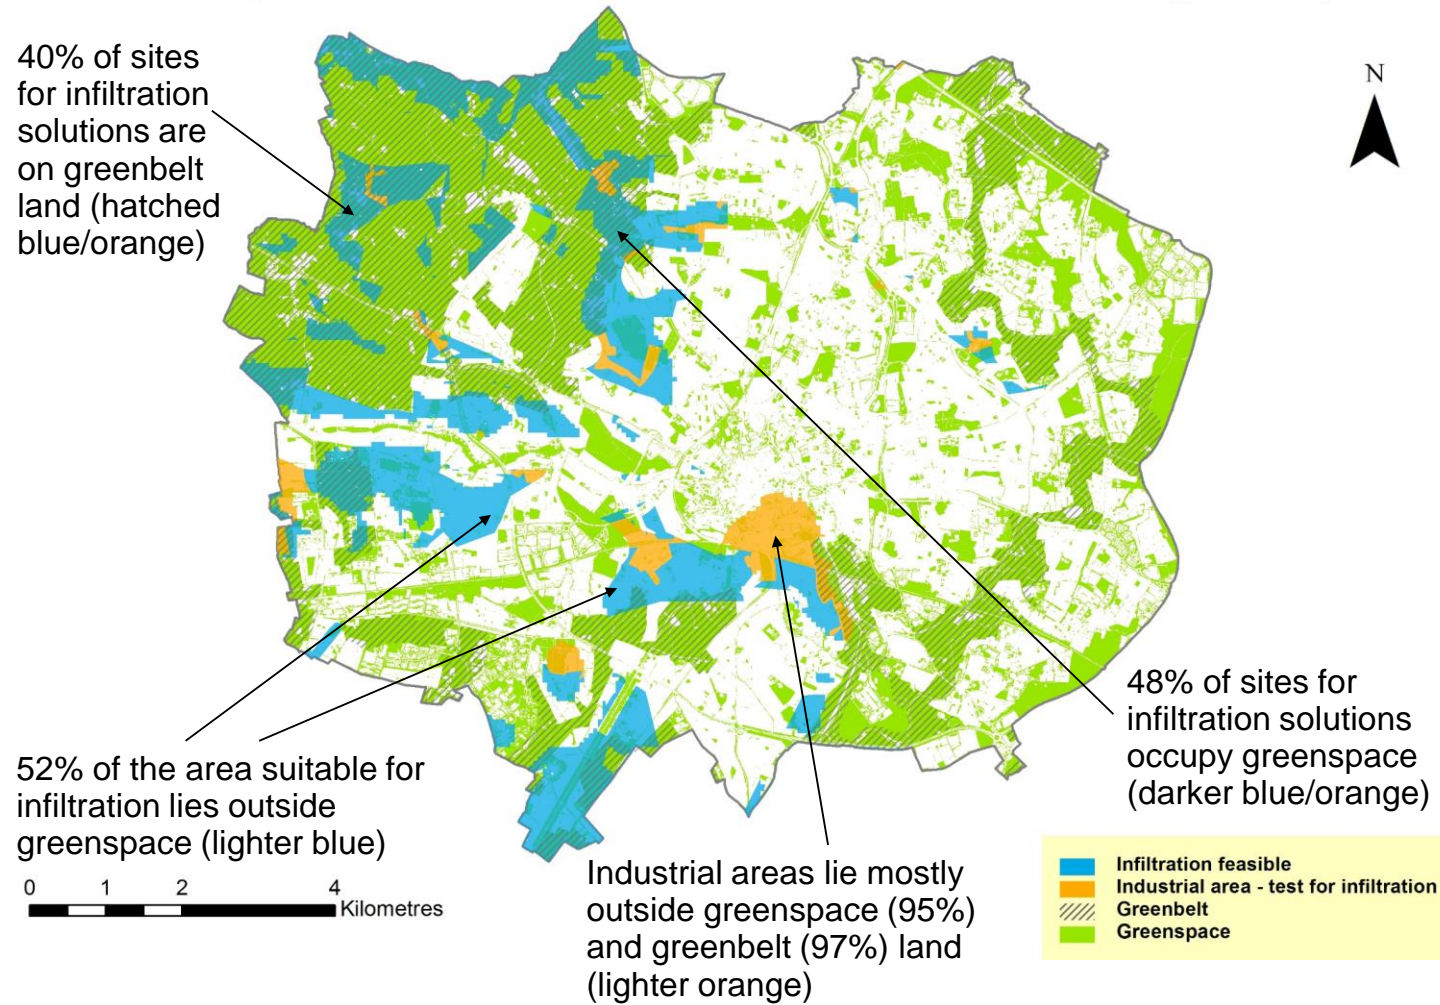 40% of sites
for infiltration
solutions are
on greenbelt
land (hatched
blue/orange)
N
52% of the area suitable for
infiltration lies outside
greenspace (lighter blue)
48% of sites for
infiltration solutions
occupy greenspace
(darker blue/orange)
Industrial areas lie mostly
outside greenspace (95%)
and greenbelt (97%) land
(lighter orange)
0 1 2 4
Kilometres
Infiltration feasible
Industrial area - test for infiltration
Greenbelt
Greenspace